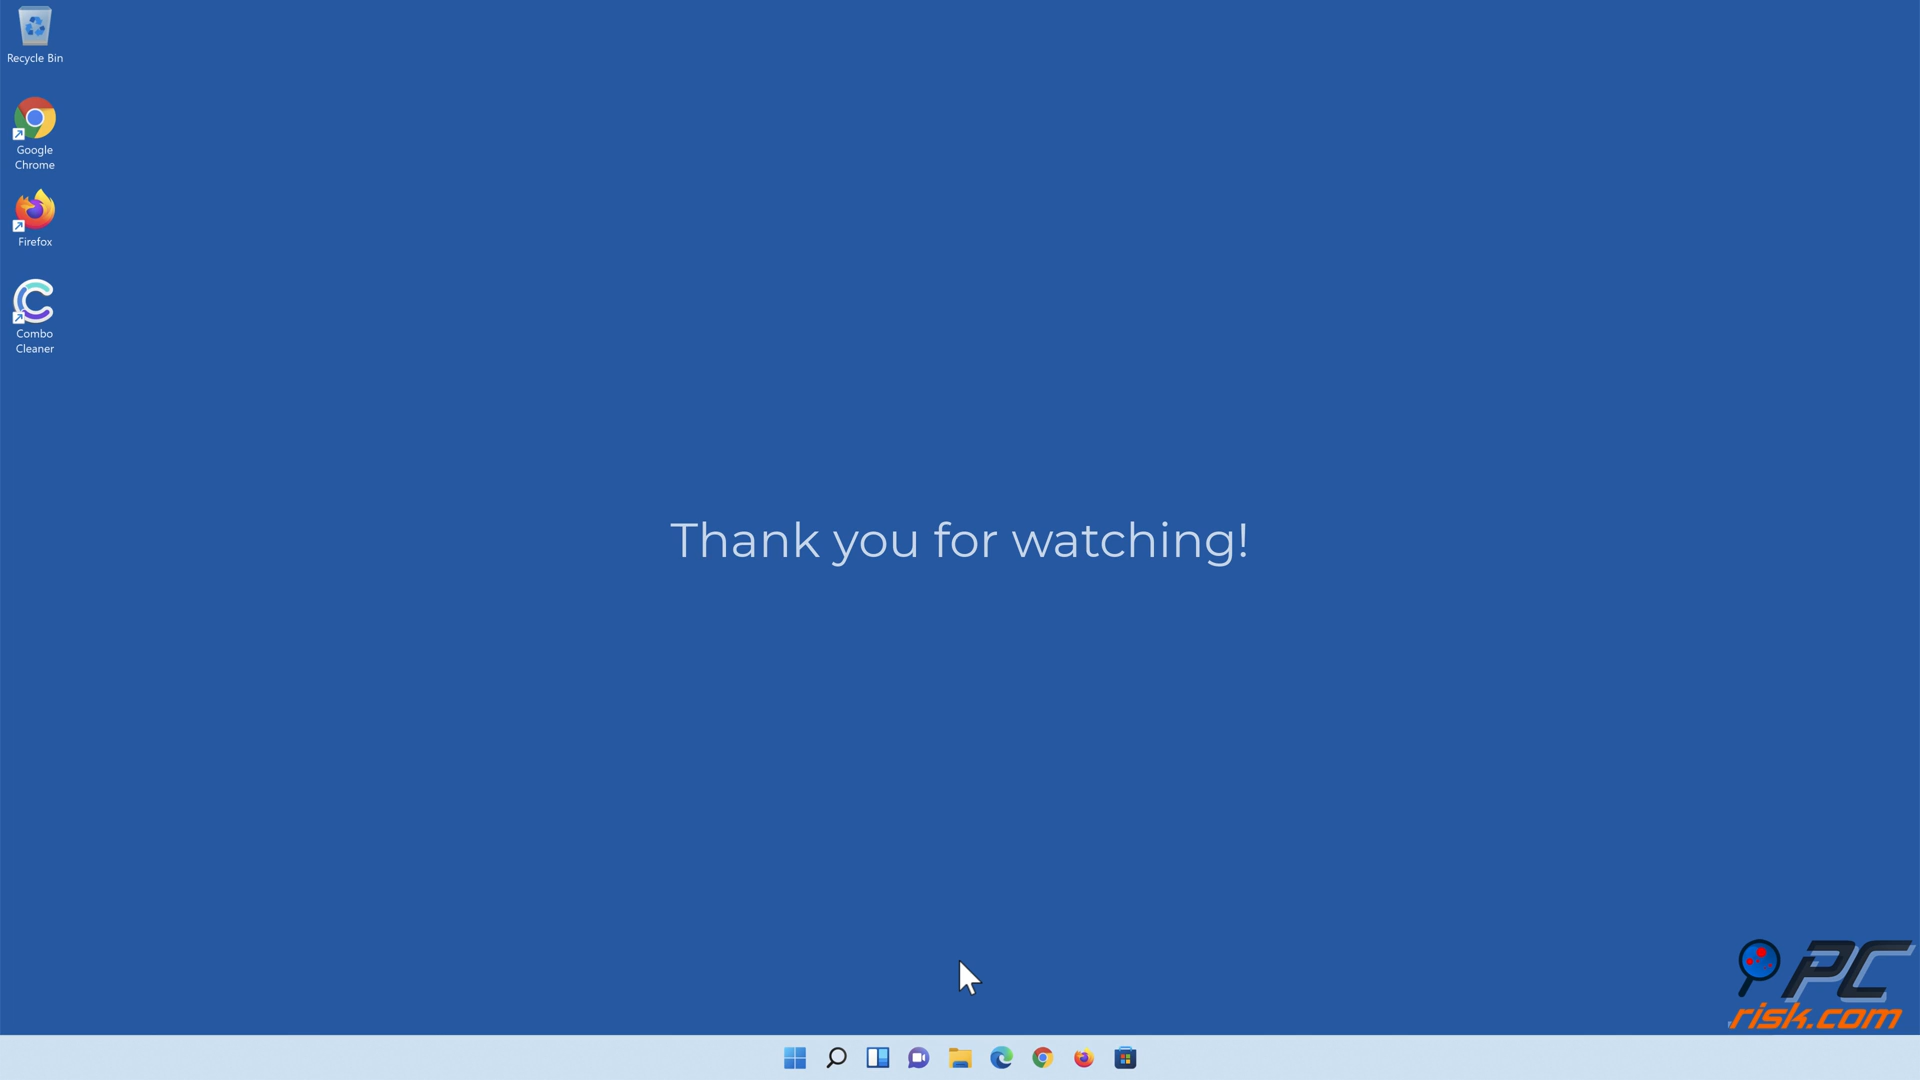 Recycle Bin
Google
Chrome
Firefox
Combo
Cleaner
Thank you for watching!
PC
risk.com